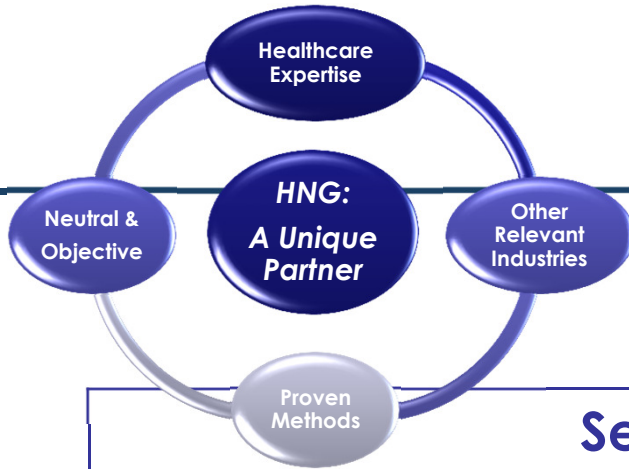 Healthcare
Expertise
HNG:
A Unique
Partner
Neutral &
Objective
Other
Relevant
Industries
Proven
Methods
Se